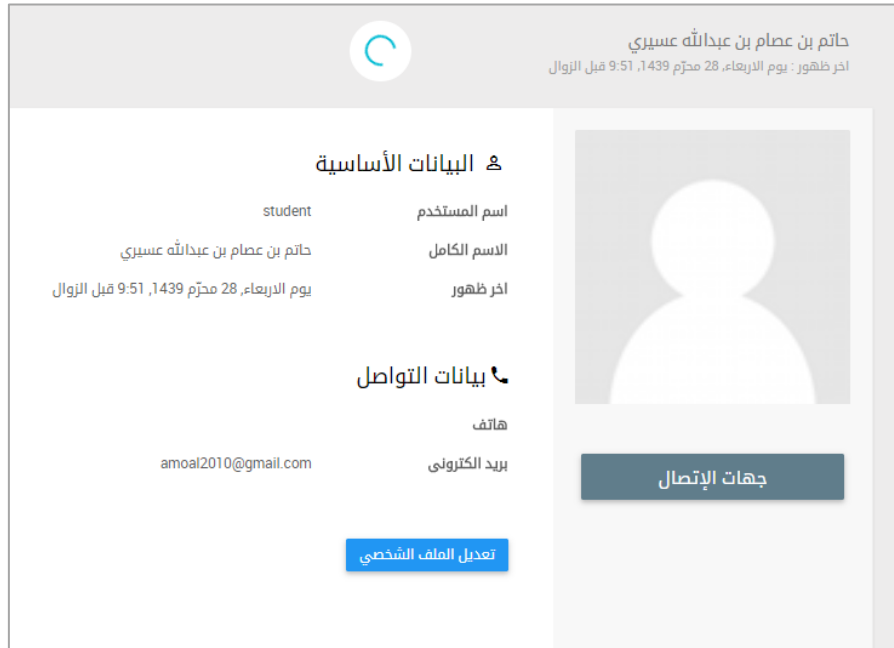 حاتم بن عصام بن عبدالله عسيري
اخر ظهور : يوم الاربعاء, 28 محرّم 1439, 9:51 قبل الزوال
البيانات الأساسية
اسم المستخدم student
الاسم الكامل حاتم بن عصام بن عبدالله عسيري
اخر ظهور يوم الاربعاء, 28 محرّم 1439, 9:51 قبل الزوال
بيانات التواصل
هاتف
بريد الكترونى amoal2010@gmail.com
جهات الإتصال
تعديل الملف الشخصي